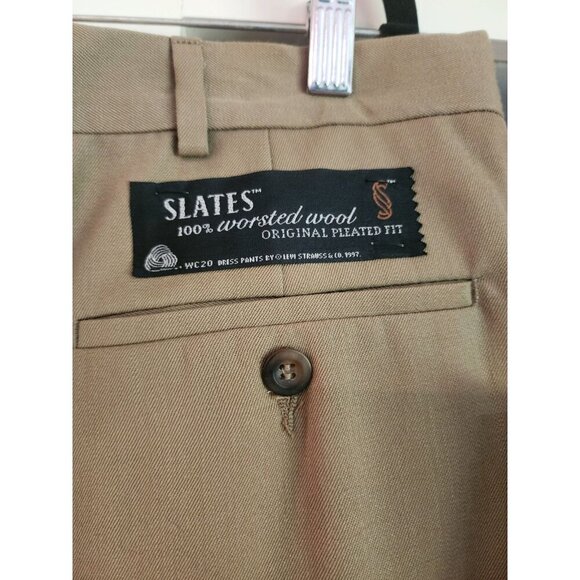 SLATES™
100% worsted wool
ORIGINAL PLEATED FIT
WC20 DRESS PANTS BY © LEVI STRAUSS & CO. 1997.